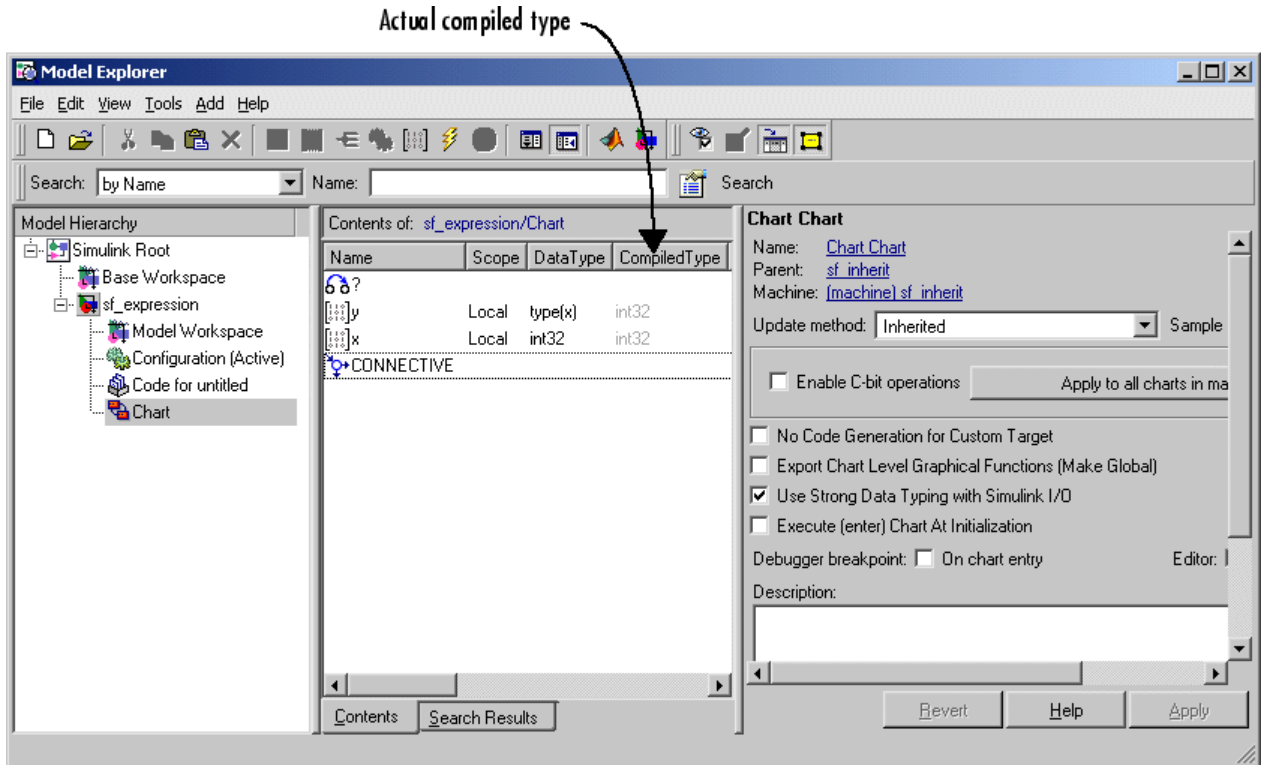 Actual compiled type
Model Explorer
File Edit View Tools Add Help
Search: by Name Name: Search
Model Hierarchy
Simulink Root
Base Workspace
sf_expression
Model Workspace
Configuration (Active)
Code for untitled
Chart
Contents of: sf_expression/Chart
Name Scope DataType CompiledType
?
y Local type(x) int32
x Local int32 int32
CONNECTIVE
Contents Search Results
Chart Chart
Name: Chart Chart
Parent: sf_inherit
Machine: (machine) sf_inherit
Update method: Inherited Sample
Enable C-bit operations Apply to all charts in ma
No Code Generation for Custom Target
Export Chart Level Graphical Functions (Make Global)
Use Strong Data Typing with Simulink I/O
Execute (enter) Chart At Initialization
Debugger breakpoint: On chart entry Editor:
Description:
Revert Help Apply